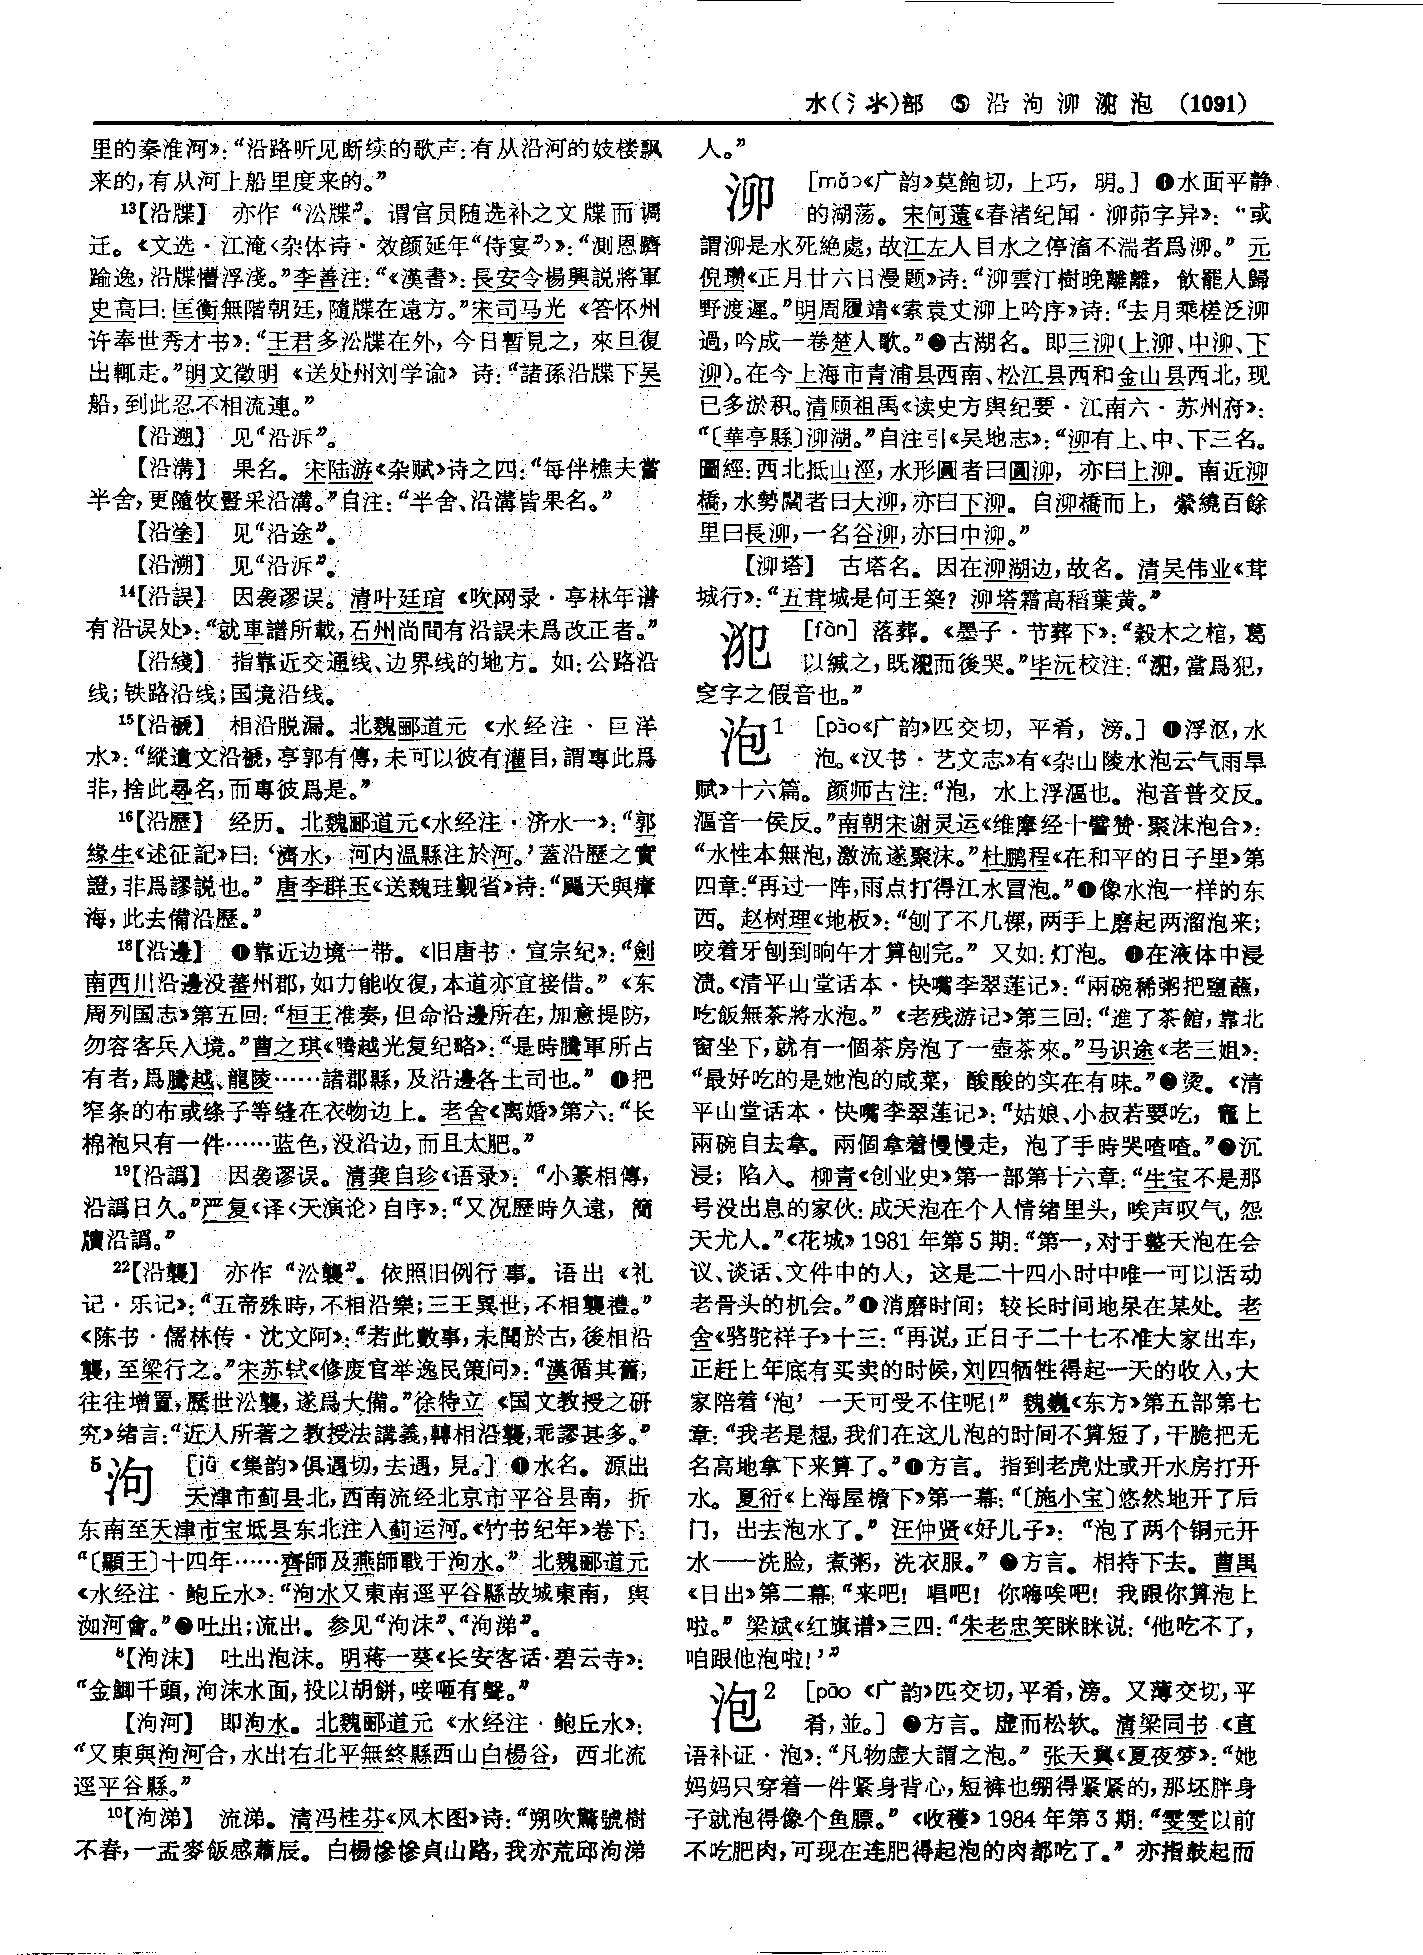 水(氵氺)部 ⑤ 沿 泃 泖 𣲠 泡 (1091)
里的秦淮河》：“沿路听见断续的歌声：有从沿河的妓楼飘
来的，有从河上船里度来的。”
13【沿牒】 亦作“㳂牒”。谓官员随选补之文牒而调
迁。《文选·江淹〈杂体诗·效颜延年“侍宴”〉》：“測恩躋
踰逸，沿牒懵浮淺。”李善注：“《漢書》：長安令楊興説將軍
史高曰：匡衡無階朝廷，隨牒在遠方。”宋司马光《答怀州
许奉世秀才书》：“王君多㳂牒在外，今日暫見之，來旦復
出輒走。”明文徵明《送处州刘学谕》诗：“諸孫沿牒下吴
船，到此忍不相流連。”
【沿遡】 见“沿泝”。
【沿溝】 果名。宋陆游《杂赋》诗之四：“每伴樵夫嘗
半舍，更隨牧豎采沿溝。”自注：“半舍、沿溝皆果名。”
【沿塗】 见“沿途”。
【沿溯】 见“沿泝”。
14【沿誤】 因袭谬误。清叶廷琯《吹网录·亭林年谱
有沿误处》：“就車譜所載，石州尚間有沿誤未爲改正者。”
【沿綫】 指靠近交通线、边界线的地方。如：公路沿
线；铁路沿线；国境沿线。
15【沿褫】 相沿脱漏。北魏郦道元《水经注·巨洋
水》：“縱遺文沿褫，亭郭有傳，未可以彼有灌目，謂專此爲
非，捨此尋名，而專彼爲是。”
16【沿歷】 经历。北魏郦道元《水经注·济水一》：“郭
緣生《述征記》曰：‘濟水，河内温縣注於河。’蓋沿歷之實
證，非爲謬説也。”唐李群玉《送魏珪觐省》诗：“颺天與瘴
海，此去備沿歷。”
18【沿邊】 ❶靠近边境一带。《旧唐书·宣宗纪》：“劍
南西川沿邊没蕃州郡，如力能收復，本道亦宜接借。”《东
周列国志》第五回：“桓王准奏，但命沿邊所在，加意提防，
勿容客兵入境。”曹之琪《腾越光复纪略》：“是時騰軍所占
有者，爲騰越、龍陵……諸郡縣，及沿邊各土司也。”❷把
窄条的布或绦子等缝在衣物边上。老舍《离婚》第六：“长
棉袍只有一件……蓝色，没沿边，而且太肥。”
19【沿譌】 因袭谬误。清龚自珍《语录》：“小篆相傳，
沿譌日久。”严复《译〈天演论〉自序》：“又况歷時久遠，簡
牘沿譌。”
22【沿襲】 亦作“㳂襲”。依照旧例行事。语出《礼
记·乐记》：“五帝殊時，不相沿樂；三王異世，不相襲禮。”
《陈书·儒林传·沈文阿》：“若此數事，未聞於古，後相沿
襲，至梁行之。”宋苏轼《修废官举逸民策问》：“漢循其舊，
往往增置，歷世㳂襲，遂爲大備。”徐特立《国文教授之研
究》绪言：“近人所著之教授法講義，轉相沿襲，乖謬甚多。”
5泃 [jū《集韵》俱遇切，去遇，見。] ❶水名。源出
天津市蓟县北，西南流经北京市平谷县南，折
东南至天津市宝坻县东北注入蓟运河。《竹书纪年》卷下：
“〔顯王〕十四年……齊師及燕師戰于泃水。”北魏郦道元
《水经注·鲍丘水》：“泃水又東南逕平谷縣故城東南，與
洳河會。”❷吐出；流出。参见“泃沫”、“泃涕”。
8【泃沫】 吐出泡沫。明蒋一葵《长安客话·碧云寺》：
“金鯽千頭，泃沫水面，投以胡餅，唼咂有聲。”
【泃河】 即泃水。北魏郦道元《水经注·鲍丘水》：
“又東與泃河合，水出右北平無終縣西山白楊谷，西北流
逕平谷縣。”
10【泃涕】 流涕。清冯桂芬《风木图》诗：“朔吹驚號樹
不春，一盂麥飯感蕭辰。白楊慘慘貞山路，我亦荒邱泃涕
人。”
泖 [mǎo《广韵》莫飽切，上巧，明。] ❶水面平静
的湖荡。宋何薳《春渚纪闻·泖茆字异》：“或
謂泖是水死絶處，故江左人目水之停滀不湍者爲泖。”元
倪瓒《正月廿六日漫题》诗：“泖雲汀樹晚離離，飲罷人歸
野渡遲。”明周履靖《索袁丈泖上吟序》诗：“去月乘槎泛泖
過，吟成一卷楚人歌。”❷古湖名。即三泖(上泖、中泖、下
泖)。在今上海市青浦县西南、松江县西和金山县西北，现
已多淤积。清顾祖禹《读史方舆纪要·江南六·苏州府》：
“〔華亭縣〕泖湖。”自注引《吴地志》：“泖有上、中、下三名。
圖經：西北抵山涇，水形圓者曰圓泖，亦曰上泖。南近泖
橋，水勢闊者曰大泖，亦曰下泖。自泖橋而上，縈繞百餘
里曰長泖，一名谷泖，亦曰中泖。”
【泖塔】 古塔名。因在泖湖边，故名。清吴伟业《茸
城行》：“五茸城是何王築？泖塔霜高稻葉黄。”
𣲠 [fàn] 落葬。《墨子·节葬下》：“穀木之棺，葛
以緘之，既𣲠而後哭。”毕沅校注：“𣲠，當爲犯，
窆字之假音也。”
泡1 [pào《广韵》匹交切，平肴，滂。] ❶浮沤，水
泡。《汉书·艺文志》有《杂山陵水泡云气雨旱
赋》十六篇。颜师古注：“泡，水上浮漚也。泡音普交反。
漚音一侯反。”南朝宋谢灵运《维摩经十譬赞·聚沫泡合》：
“水性本無泡，激流遂聚沫。”杜鹏程《在和平的日子里》第
四章：“再过一阵，雨点打得江水冒泡。”❷像水泡一样的东
西。赵树理《地板》：“刨了不几棵，两手上磨起两溜泡来；
咬着牙刨到晌午才算刨完。”又如：灯泡。❸在液体中浸
渍。《清平山堂话本·快嘴李翠莲记》：“兩碗稀粥把鹽蘸，
吃飯無茶將水泡。”《老残游记》第三回：“進了茶館，靠北
窗坐下，就有一個茶房泡了一壺茶來。”马识途《老三姐》：
“最好吃的是她泡的咸菜，酸酸的实在有味。”❹烫。《清
平山堂话本·快嘴李翠莲记》：“姑娘、小叔若要吃，竈上
兩碗自去拿。兩個拿着慢慢走，泡了手時哭喳喳。”❺沉
浸；陷入。柳青《创业史》第一部第十六章：“生宝不是那
号没出息的家伙：成天泡在个人情绪里头，唉声叹气，怨
天尤人。”《花城》1981年第5期：“第一，对于整天泡在会
议、谈话、文件中的人，这是二十四小时中唯一可以活动
老骨头的机会。”❻消磨时间；较长时间地呆在某处。老
舍《骆驼祥子》十三：“再说，正日子二十七不准大家出车，
正赶上年底有买卖的时候，刘四牺牲得起一天的收入，大
家陪着‘泡’一天可受不住呢！”魏巍《东方》第五部第七
章：“我老是想，我们在这儿泡的时间不算短了，干脆把无
名高地拿下来算了。”❼方言。指到老虎灶或开水房打开
水。夏衍《上海屋檐下》第一幕：“〔施小宝〕悠然地开了后
门，出去泡水了。”汪仲贤《好儿子》：“泡了两个铜元开
水——洗脸，煮粥，洗衣服。”❽方言。相持下去。曹禺
《日出》第二幕：“来吧！唱吧！你嗨唉吧！我跟你算泡上
啦。”梁斌《红旗谱》三四：“朱老忠笑眯眯说：‘他吃不了，
咱跟他泡啦！’”
泡2 [pāo《广韵》匹交切，平肴，滂。又薄交切，平
肴，並。] ❶方言。虚而松软。清梁同书《直
语补证·泡》：“凡物虚大謂之泡。”张天翼《夏夜梦》：“她
妈妈只穿着一件紧身背心，短裤也绷得紧紧的，那坯胖身
子就泡得像个鱼膘。”《收穫》1984年第3期：“雯雯以前
不吃肥肉，可现在连肥得起泡的肉都吃了。”亦指鼓起而